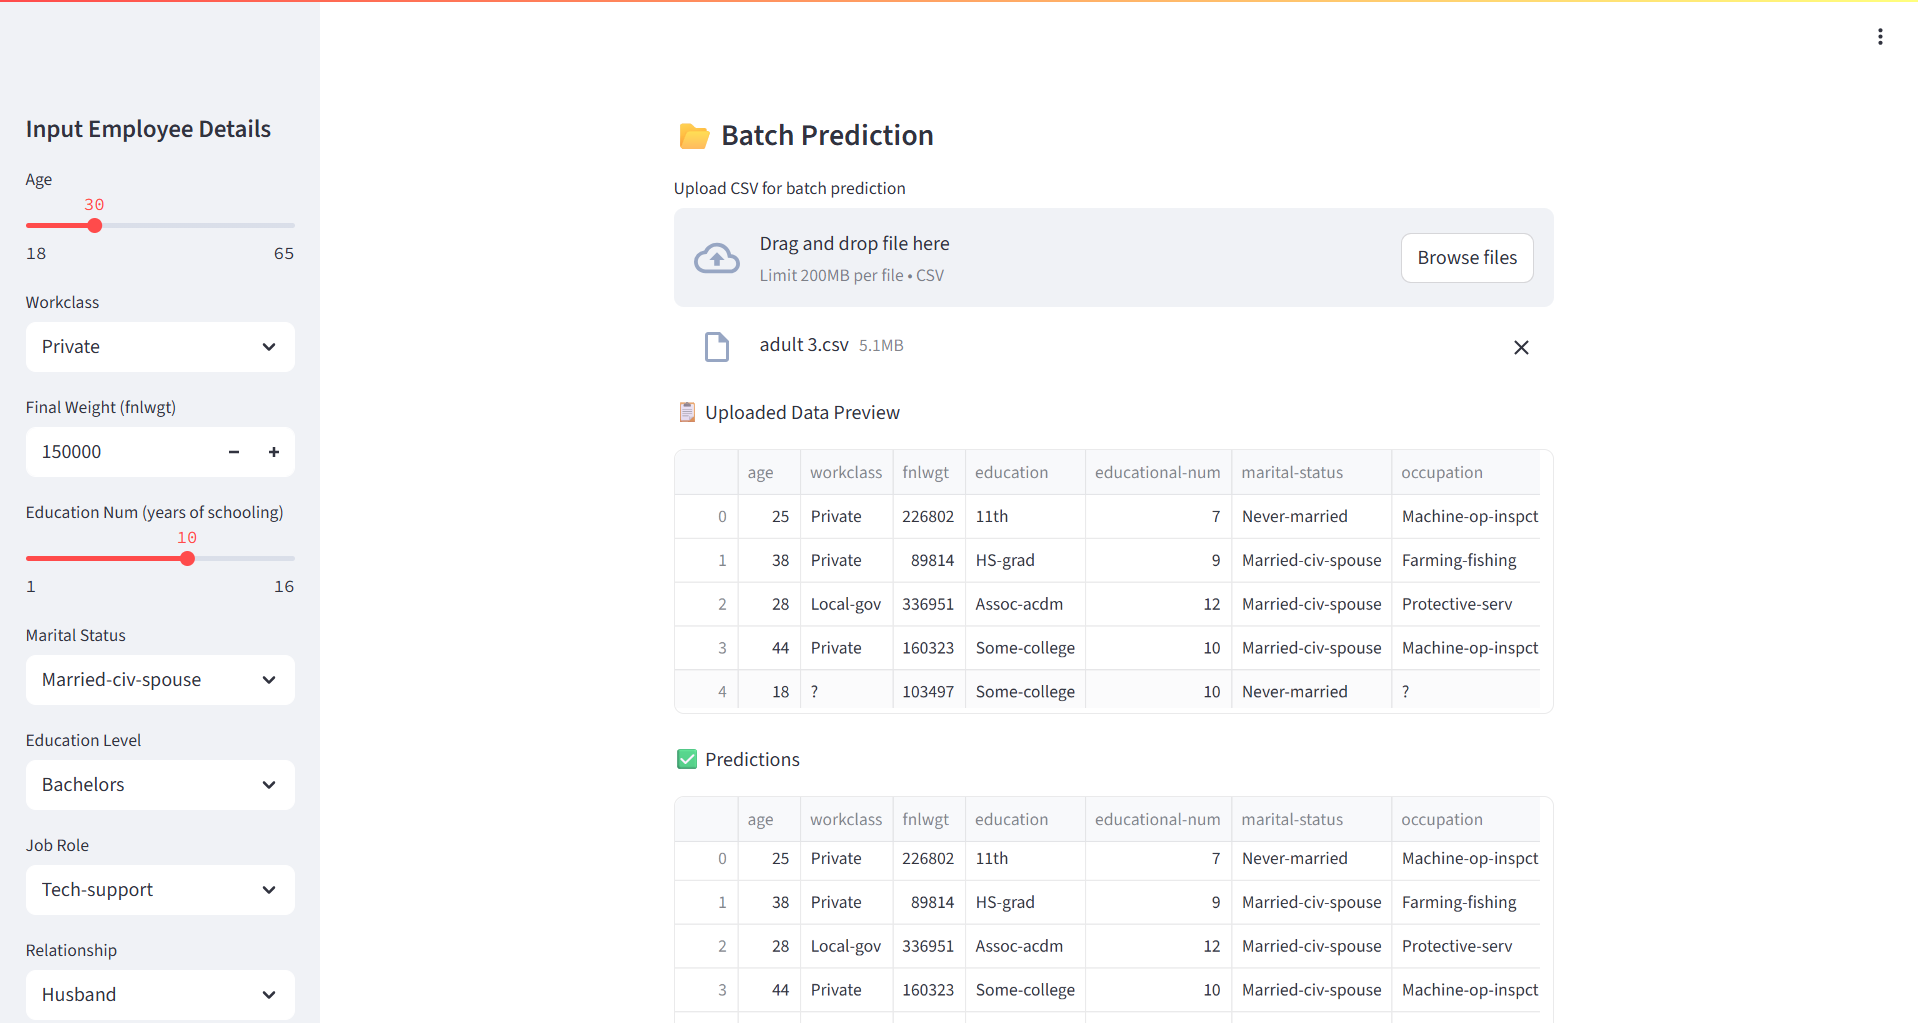 Input Employee Details
Age
30
18 65
Workclass
Private
Final Weight (fnlwgt)
150000 − +
Education Num (years of schooling)
10
1 16
Marital Status
Married-civ-spouse
Education Level
Bachelors
Job Role
Tech-support
Relationship
Husband
Batch Prediction
Upload CSV for batch prediction
Drag and drop file here
Limit 200MB per file • CSV
Browse files
adult 3.csv 5.1MB
Uploaded Data Preview
age workclass fnlwgt education educational-num marital-status occupation
0 25 Private 226802 11th 7 Never-married Machine-op-inspct
1 38 Private 89814 HS-grad 9 Married-civ-spouse Farming-fishing
2 28 Local-gov 336951 Assoc-acdm 12 Married-civ-spouse Protective-serv
3 44 Private 160323 Some-college 10 Married-civ-spouse Machine-op-inspct
4 18 ? 103497 Some-college 10 Never-married ?
Predictions
age workclass fnlwgt education educational-num marital-status occupation
0 25 Private 226802 11th 7 Never-married Machine-op-inspct
1 38 Private 89814 HS-grad 9 Married-civ-spouse Farming-fishing
2 28 Local-gov 336951 Assoc-acdm 12 Married-civ-spouse Protective-serv
3 44 Private 160323 Some-college 10 Married-civ-spouse Machine-op-inspct